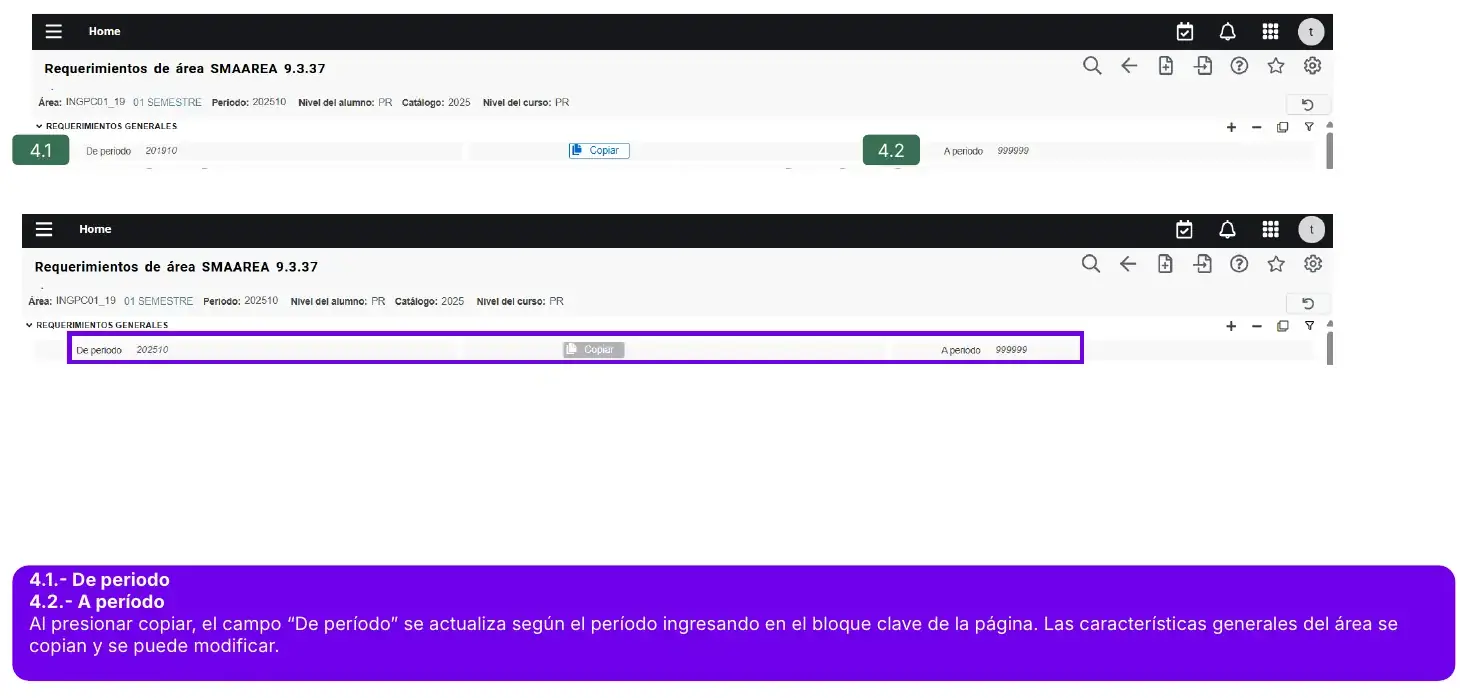 Home
t
Requerimientos de área SMAAREA 9.3.37
Área: INGPC01_19 01 SEMESTRE Periodo: 202510 Nivel del alumno: PR Catálogo: 2025 Nivel del curso: PR
REQUERIMIENTOS GENERALES
4.1 De periodo 201910 Copiar 4.2 A periodo 999999
Home
t
Requerimientos de área SMAAREA 9.3.37
Área: INGPC01_19 01 SEMESTRE Periodo: 202510 Nivel del alumno: PR Catálogo: 2025 Nivel del curso: PR
REQUERIMIENTOS GENERALES
De periodo 202510 Copiar A periodo 999999
4.1.- De periodo
4.2.- A período
Al presionar copiar, el campo “De período” se actualiza según el período ingresando en el bloque clave de la página. Las características generales del área se
copian y se puede modificar.